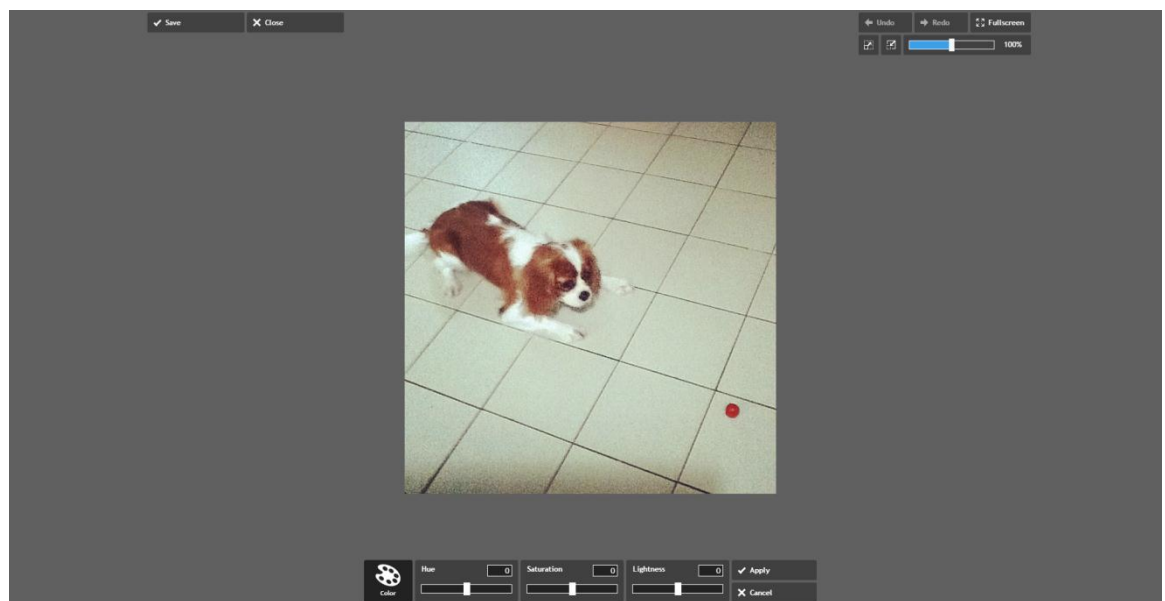 Save
Close
Undo
Redo
Fullscreen
100%
Color
Hue 0
Saturation 0
Lightness 0
Apply
Cancel